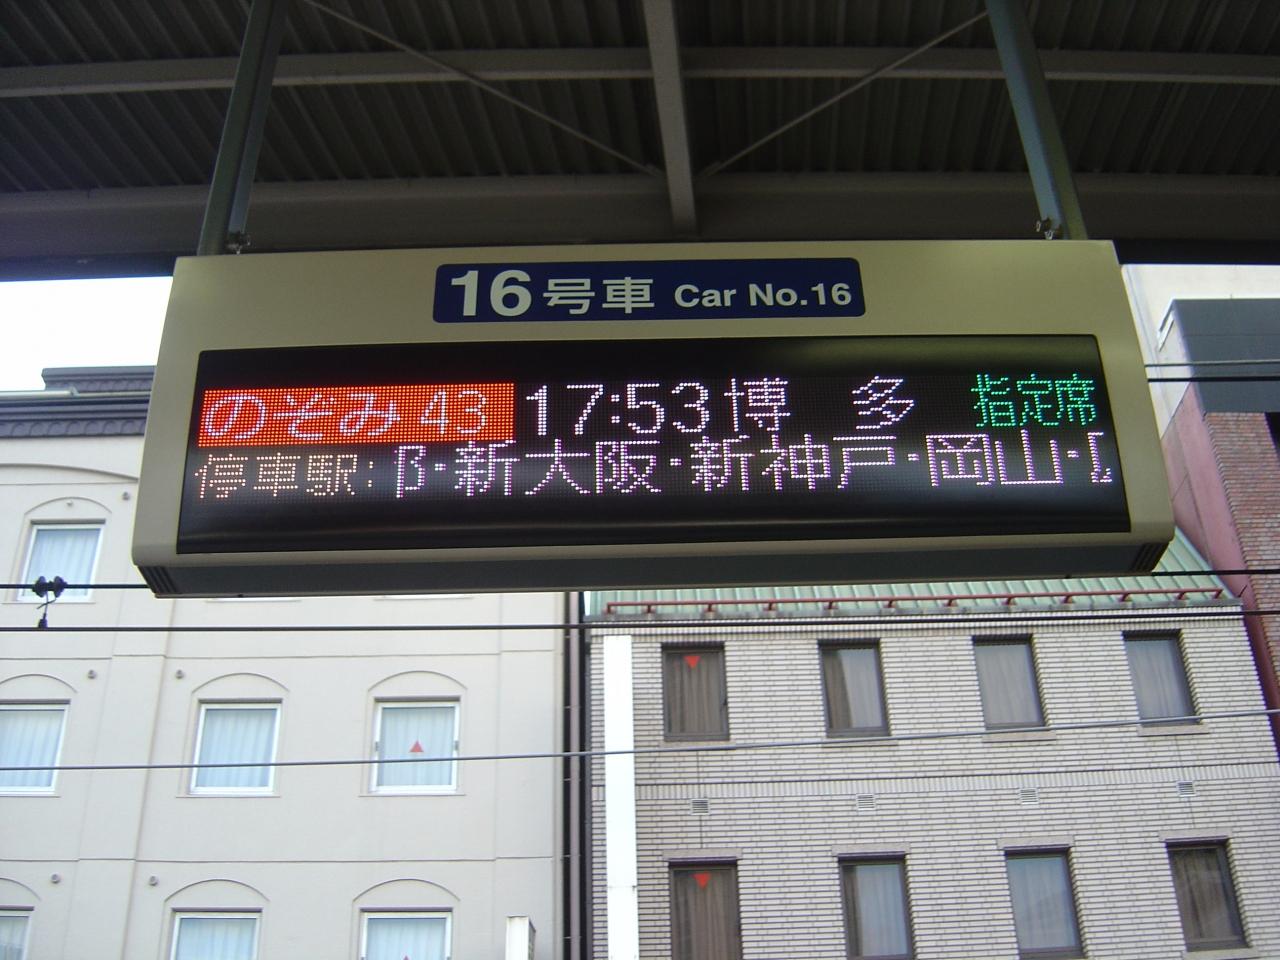 16号車 Car No.16
のぞみ 43 17:53 博 多 指定席
停車駅:・新大阪・新神戸・岡山・